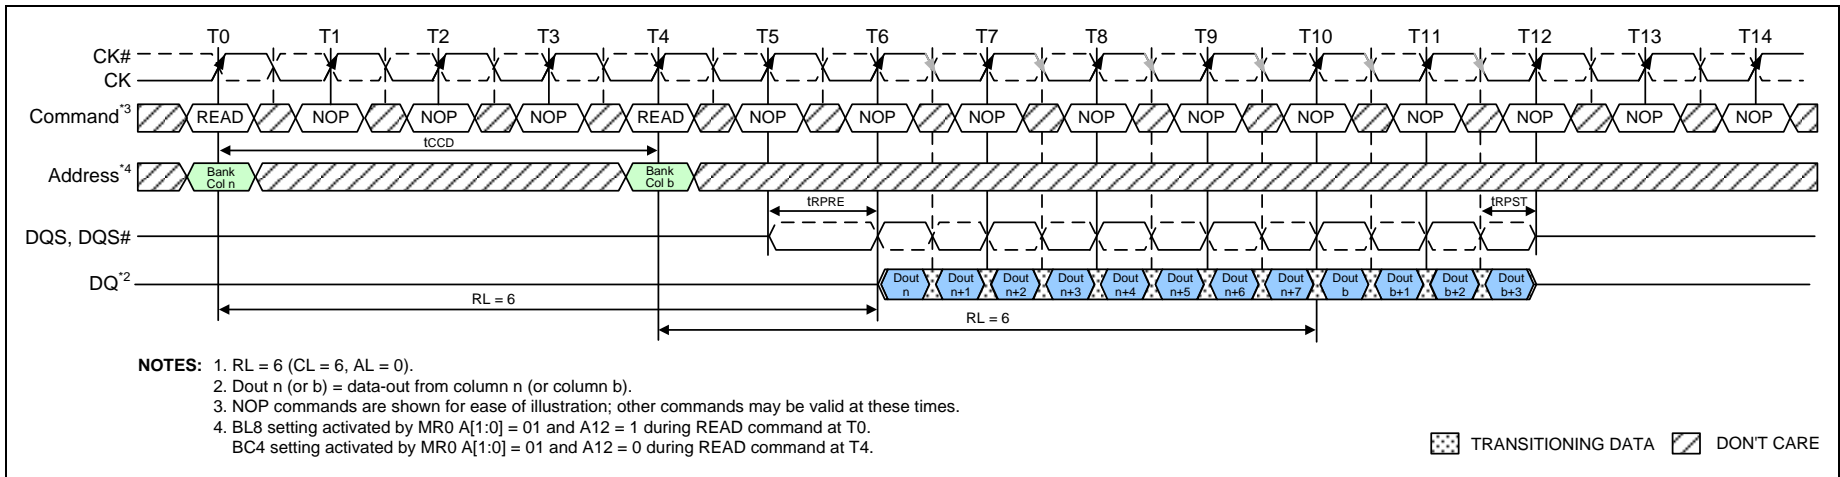 T0 T1 T2 T3 T4 T5 T6 T7 T8 T9 T10 T11 T12 T13 T14
CK#
CK
Command*3 READ NOP NOP NOP READ NOP NOP NOP NOP NOP NOP NOP NOP NOP NOP
tCCD
Address*4 Bank Col n Bank Col b
tRPRE tRPST
DQS, DQS#
DQ*2 Dout n Dout n+1 Dout n+2 Dout n+3 Dout n+4 Dout n+5 Dout n+6 Dout n+7 Dout b Dout b+1 Dout b+2 Dout b+3
RL = 6
RL = 6
NOTES: 1. RL = 6 (CL = 6, AL = 0).
2. Dout n (or b) = data-out from column n (or column b).
3. NOP commands are shown for ease of illustration; other commands may be valid at these times.
4. BL8 setting activated by MR0 A[1:0] = 01 and A12 = 1 during READ command at T0.
BC4 setting activated by MR0 A[1:0] = 01 and A12 = 0 during READ command at T4.
TRANSITIONING DATA DON'T CARE